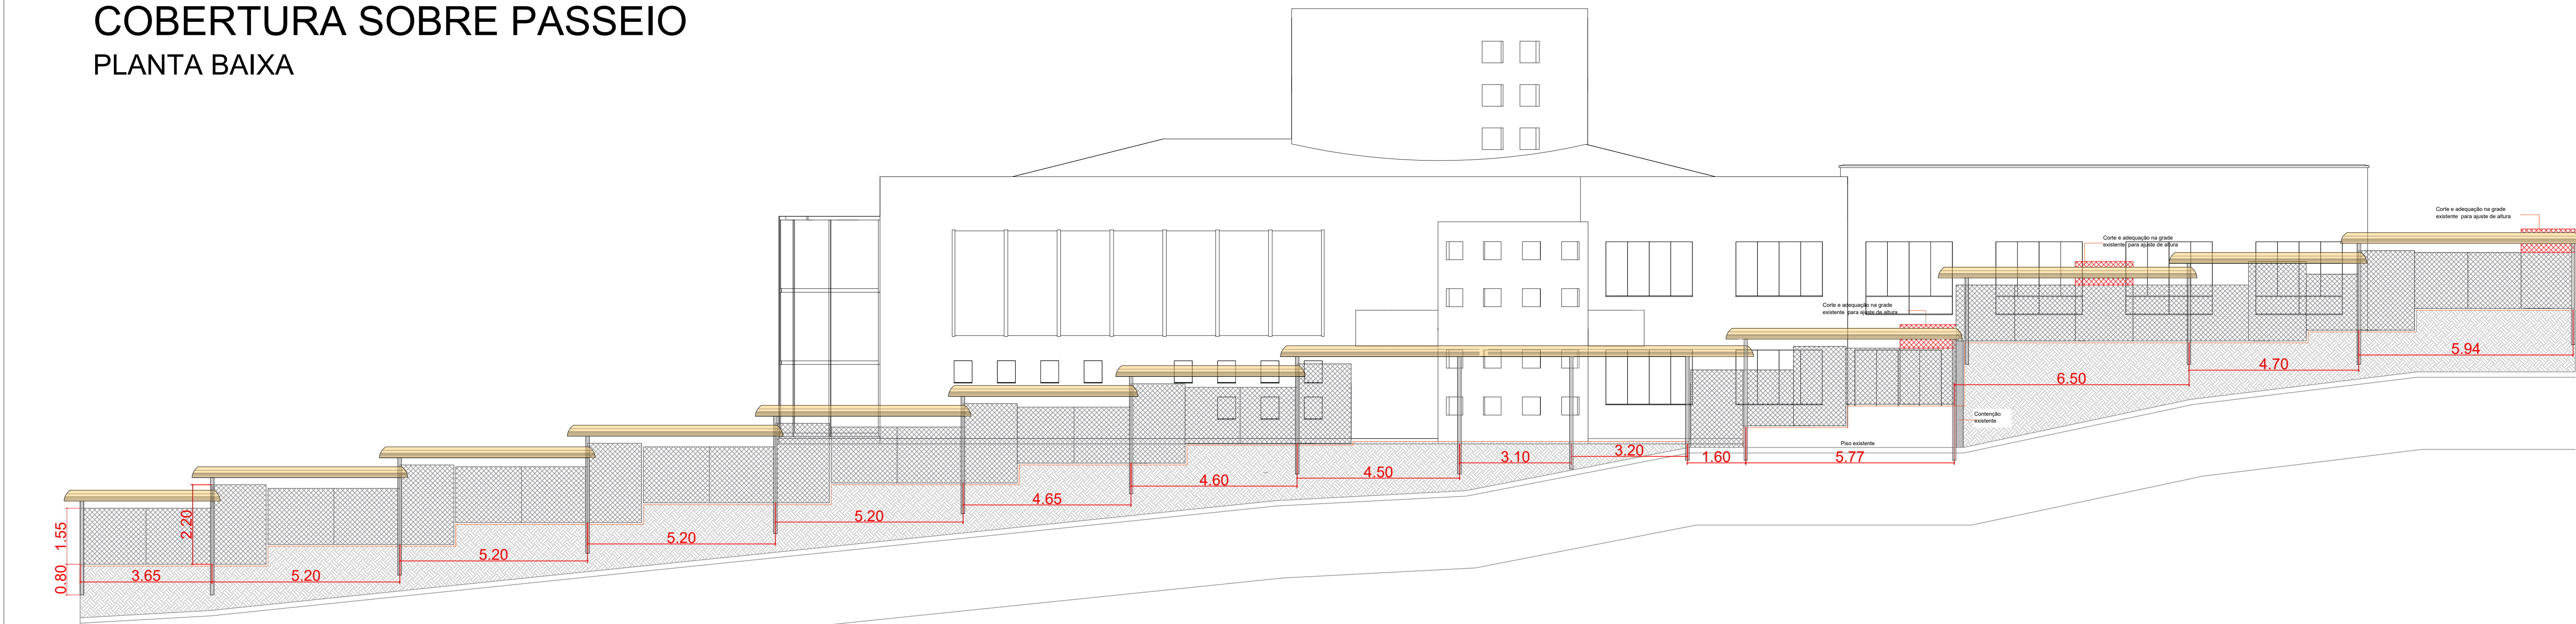 COBERTURA SOBRE PASSEIO
PLANTA BAIXA
Corte e adequação na grade
existente para ajuste de altura
Corte e adequação na grade
existente para ajuste de altura
Corte e adequação na grade
existente para ajuste de altura
Contenção
existente
Piso existente
1.55
0.80
2.20
3.65
5.20
5.20
5.20
5.20
4.65
4.60
4.50
3.10
3.20
1.60
5.77
6.50
4.70
5.94